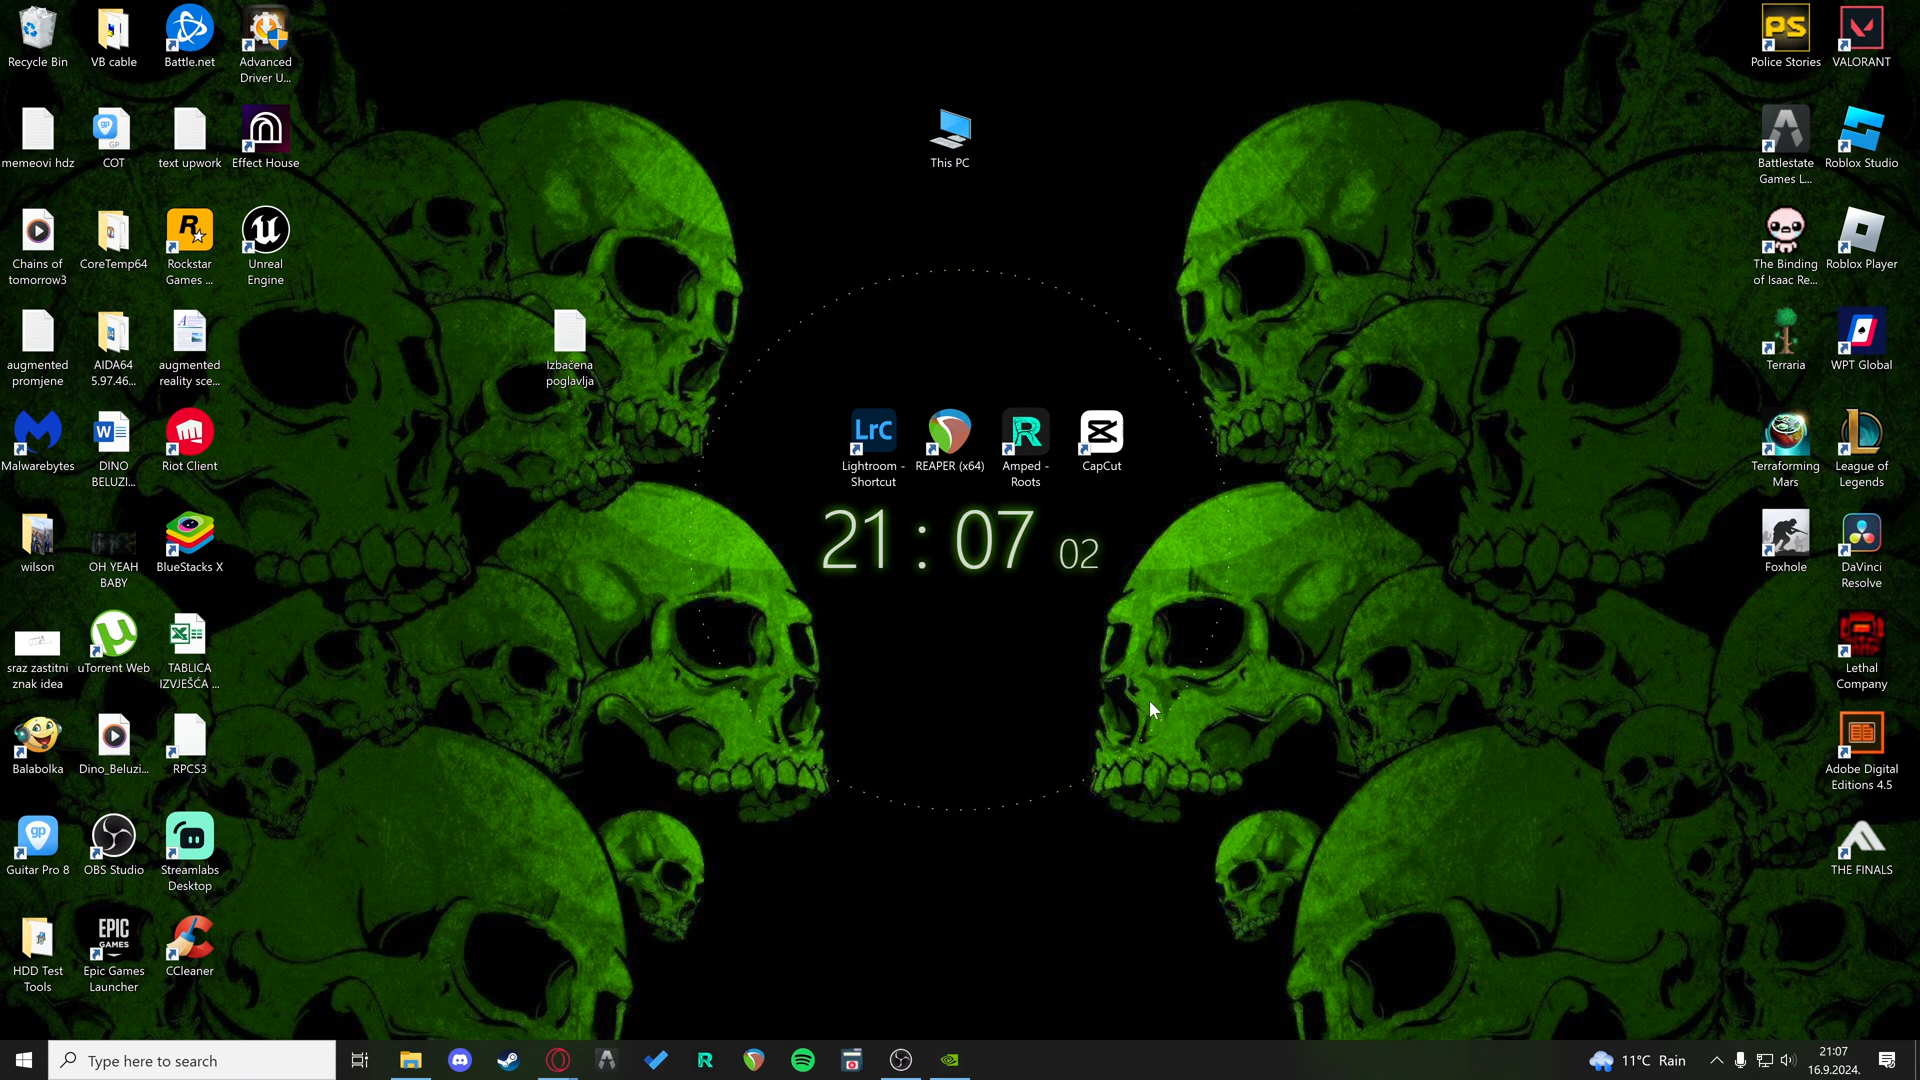 Recycle Bin
VB cable
Battle.net
Advanced
Driver U...
memeovi hdz
COT
GP
text upwork
Effect House
Chains of
tomorrow3
CoreTemp64
Rockstar
Games ...
Unreal
Engine
augmented
promjene
AIDA64
5.97.46...
augmented
reality sce...
Malwarebytes
DINO
BELUZI...
Riot Client
wilson
OH YEAH
BABY
BlueStacks X
sraz zastitni
znak idea
uTorrent Web
TABLICA
IZVJEŠĆA ...
Balabolka
Dino_Beluzi...
RPCS3
gp
Guitar Pro 8
OBS Studio
Streamlabs
Desktop
HDD Test
Tools
EPIC
GAMES
Epic Games
Launcher
CCleaner
Izbačena
poglavlja
This PC
LrC
Lightroom -
Shortcut
REAPER (x64)
Amped -
Roots
CapCut
21 : 07 02
PS
Police Stories
VALORANT
Battlestate
Games L...
Roblox Studio
The Binding
of Isaac Re...
Roblox Player
Terraria
WPT Global
Terraforming
Mars
League of
Legends
Foxhole
DaVinci
Resolve
Lethal
Company
Adobe Digital
Editions 4.5
THE FINALS
Type here to search
11°C Rain
21:07
16.9.2024.